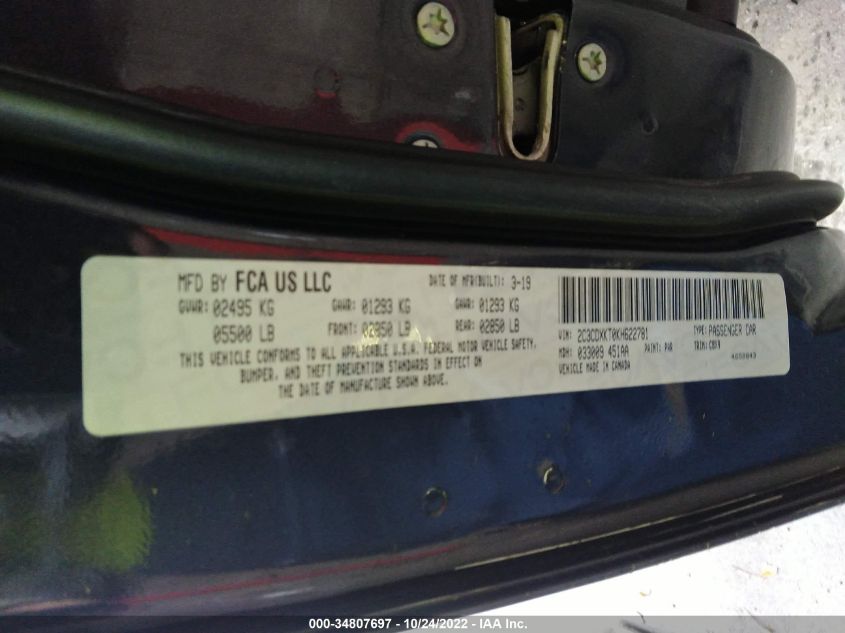 MFD BY FCA US LLC DATE OF MFR(BUILT): 3-19
GVWR: 02495 KG GAWR: 01293 KG GAWR: 01293 KG
05500 LB FRONT: 02850 LB REAR: 02850 LB
THIS VEHICLE CONFORMS TO ALL APPLICABLE U.S.A. FEDERAL MOTOR VEHICLE SAFETY,
BUMPER, AND THEFT PREVENTION STANDARDS IN EFFECT ON
THE DATE OF MANUFACTURE SHOWN ABOVE.
VIN: 2C3CDXKT0KH622781 TYPE: PASSENGER CAR
MDH: 033009 451AA PAINT: PAR TRIM: CBX9
VEHICLE MADE IN CANADA 4650843
000-34807697 - 10/24/2022 - IAA Inc.